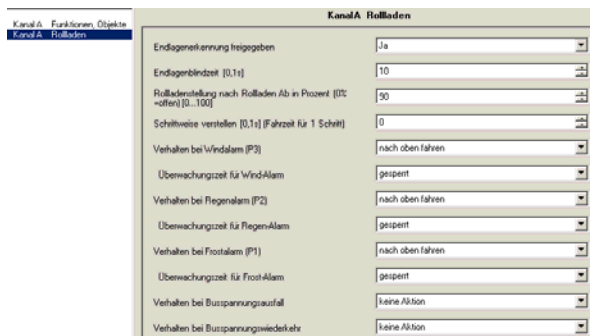 Kanal A Rollladen
Kanal A Funktionen, Objekte
Kanal A Rollladen
Endlagenerkennung freigegeben Ja
Endlagenblindzeit [0,1s] 10
Rollladenstellung nach Rollladen Ab in Prozent (0%
=offen) [0...100] 90
Schrittweise verstellen [0,1s] (Fahrzeit für 1 Schritt) 0
Verhalten bei Windalarm (P3) nach oben fahren
Überwachungszeit für Wind-Alarm gesperrt
Verhalten bei Regenalarm (P2) nach oben fahren
Überwachungszeit für Regen-Alarm gesperrt
Verhalten bei Frostalarm (P1) nach oben fahren
Überwachungszeit für Frost-Alarm gesperrt
Verhalten bei Busspannungsausfall keine Aktion
Verhalten bei Busspannungswiederkehr keine Aktion